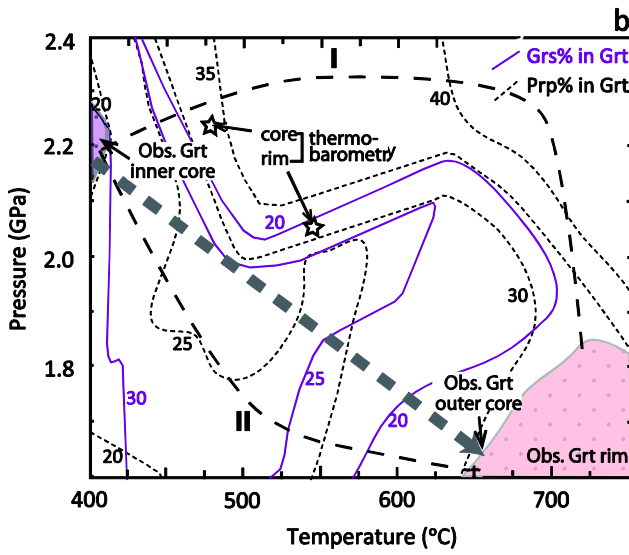 b
2.4
2.2
2.0
1.8
400
500
600
700
Pressure (GPa)
Temperature (°C)
Grs% in Grt
Prp% in Grt
I
II
35
40
20
Obs. Grt
inner core
core
rim
thermo-
barometry
20
30
25
30
25
20
20
Obs. Grt
outer core
Obs. Grt rim